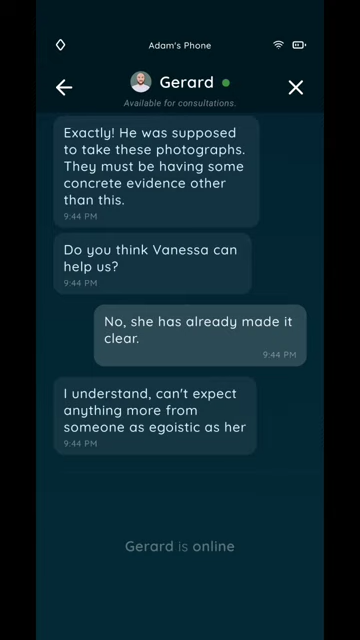 Adam's Phone
Gerard
Available for consultations.
Exactly! He was supposed
to take these photographs.
They must be having some
concrete evidence other
than this.
9:44 PM
Do you think Vanessa can
help us?
9:44 PM
No, she has already made it
clear.
9:44 PM
I understand, can't expect
anything more from
someone as egoistic as her
9:44 PM
Gerard is online